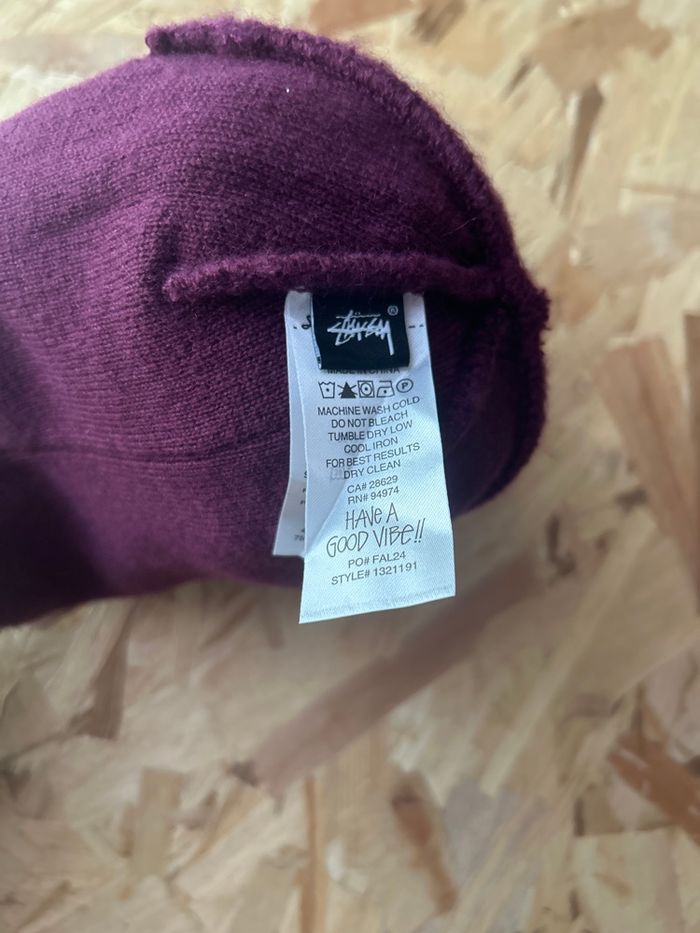 STÜSSY
®
MADE IN CHINA
MACHINE WASH COLD
DO NOT BLEACH
TUMBLE DRY LOW
COOL IRON
FOR BEST RESULTS
DRY CLEAN
CA# 28629
RN# 94974
HAVE A
GOOD VIBE!!
PO# FAL24
STYLE# 1321191